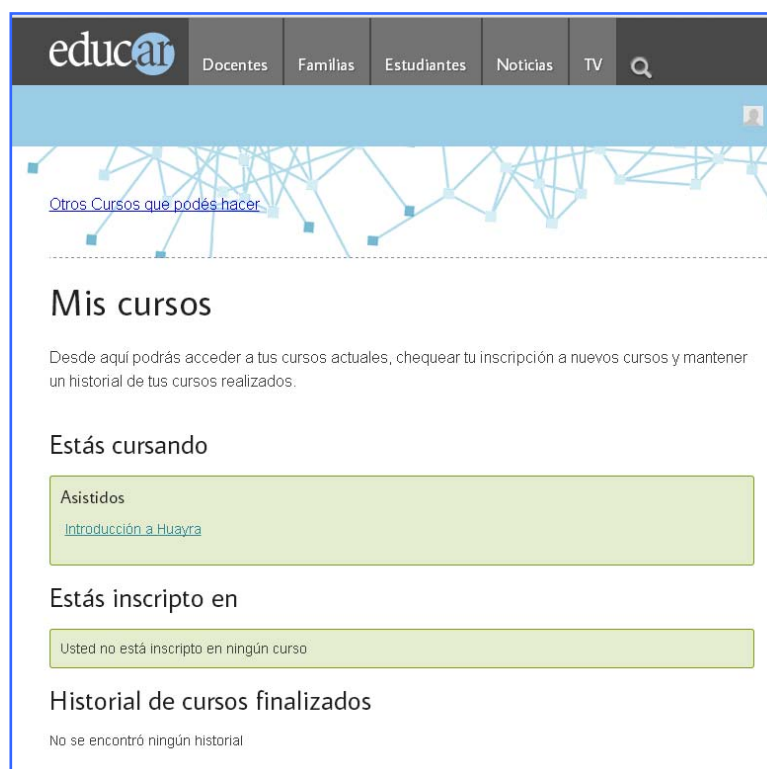 educar Docentes Familias Estudiantes Noticias TV
Otros Cursos que podés hacer
Mis cursos
Desde aquí podrás acceder a tus cursos actuales, chequear tu inscripción a nuevos cursos y mantener
un historial de tus cursos realizados.
Estás cursando
Asistidos
Introducción a Huayra
Estás inscripto en
Usted no está inscripto en ningún curso
Historial de cursos finalizados
No se encontró ningún historial